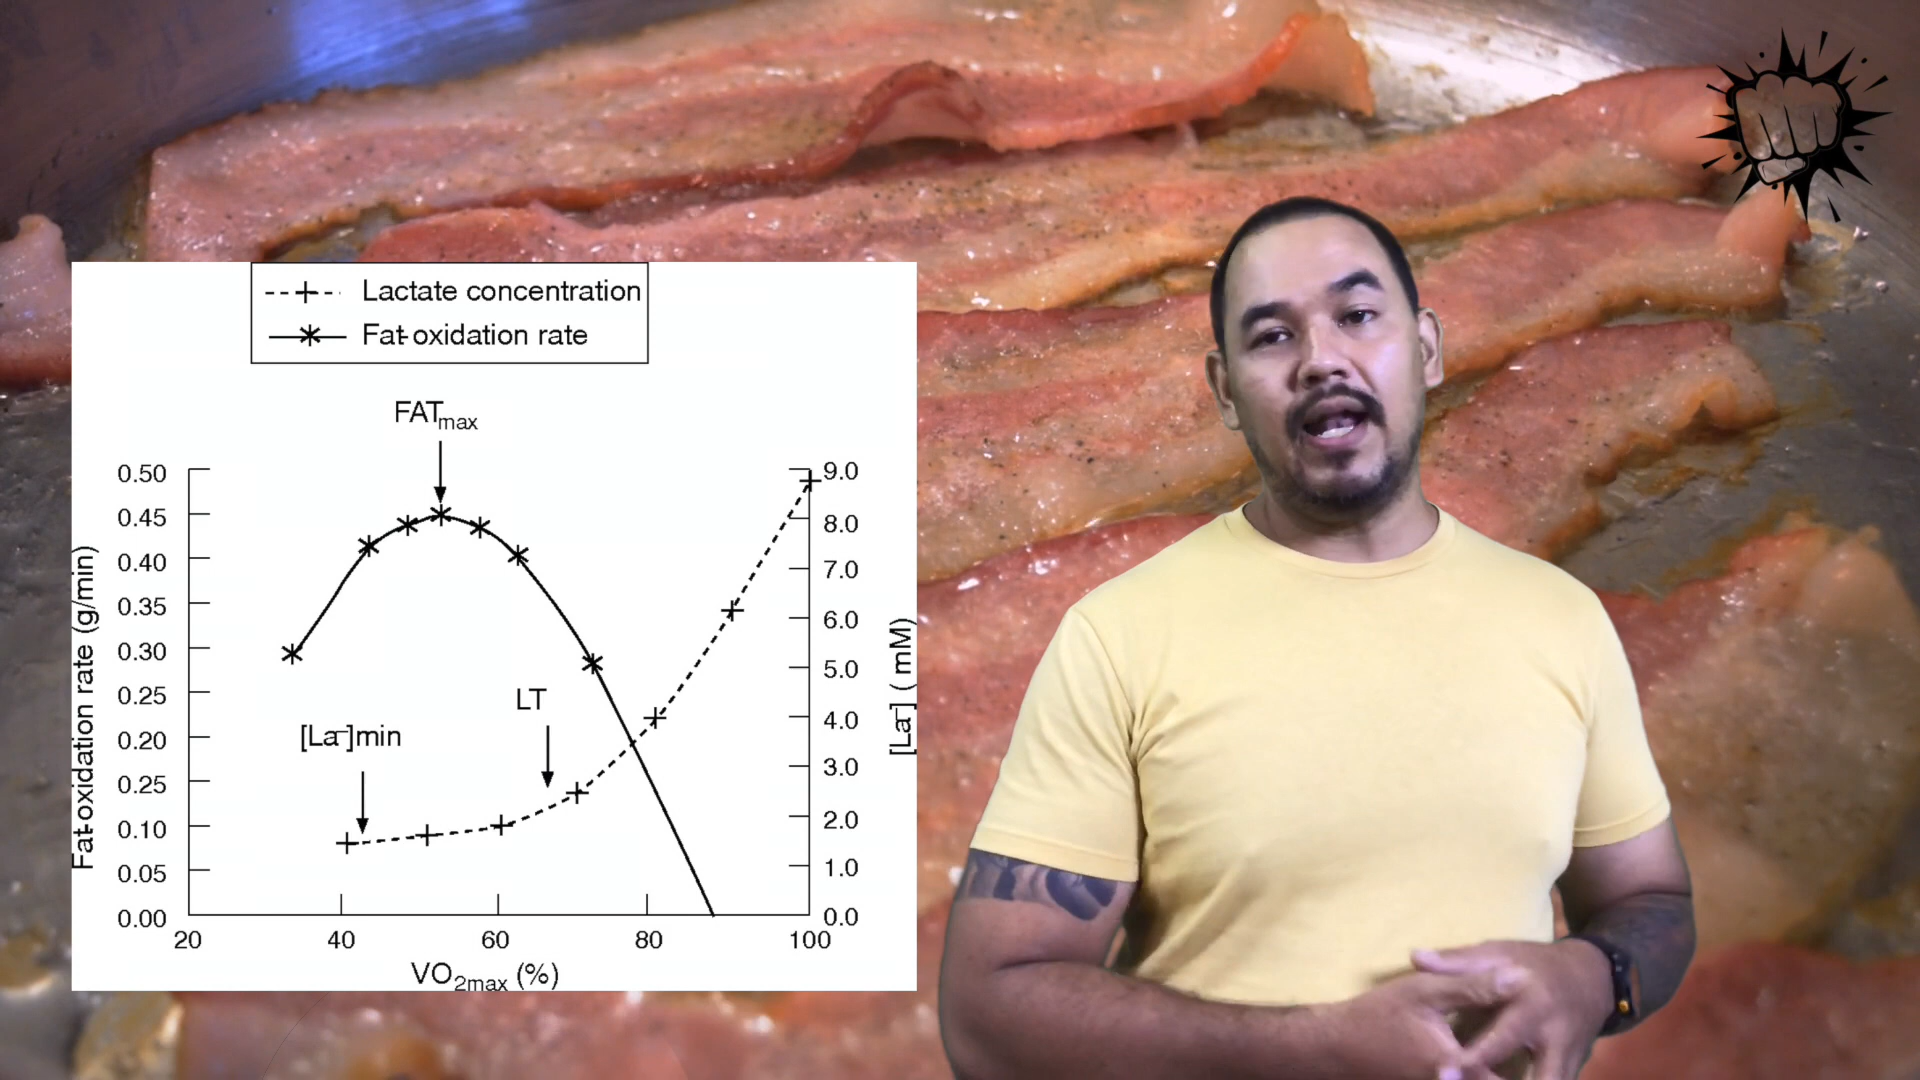 Lactate concentration
Fat-oxidation rate
FATmax
0.50
0.45
0.40
0.35
0.30
0.25
0.20
0.25
0.10
0.05
0.00
Fat-oxidation rate (g/min)
[La-]min
LT
9.0
8.0
7.0
6.0
5.0
4.0
3.0
2.0
1.0
0.0
[La-] ( mM)
20 40 60 80 100
VO2max (%)